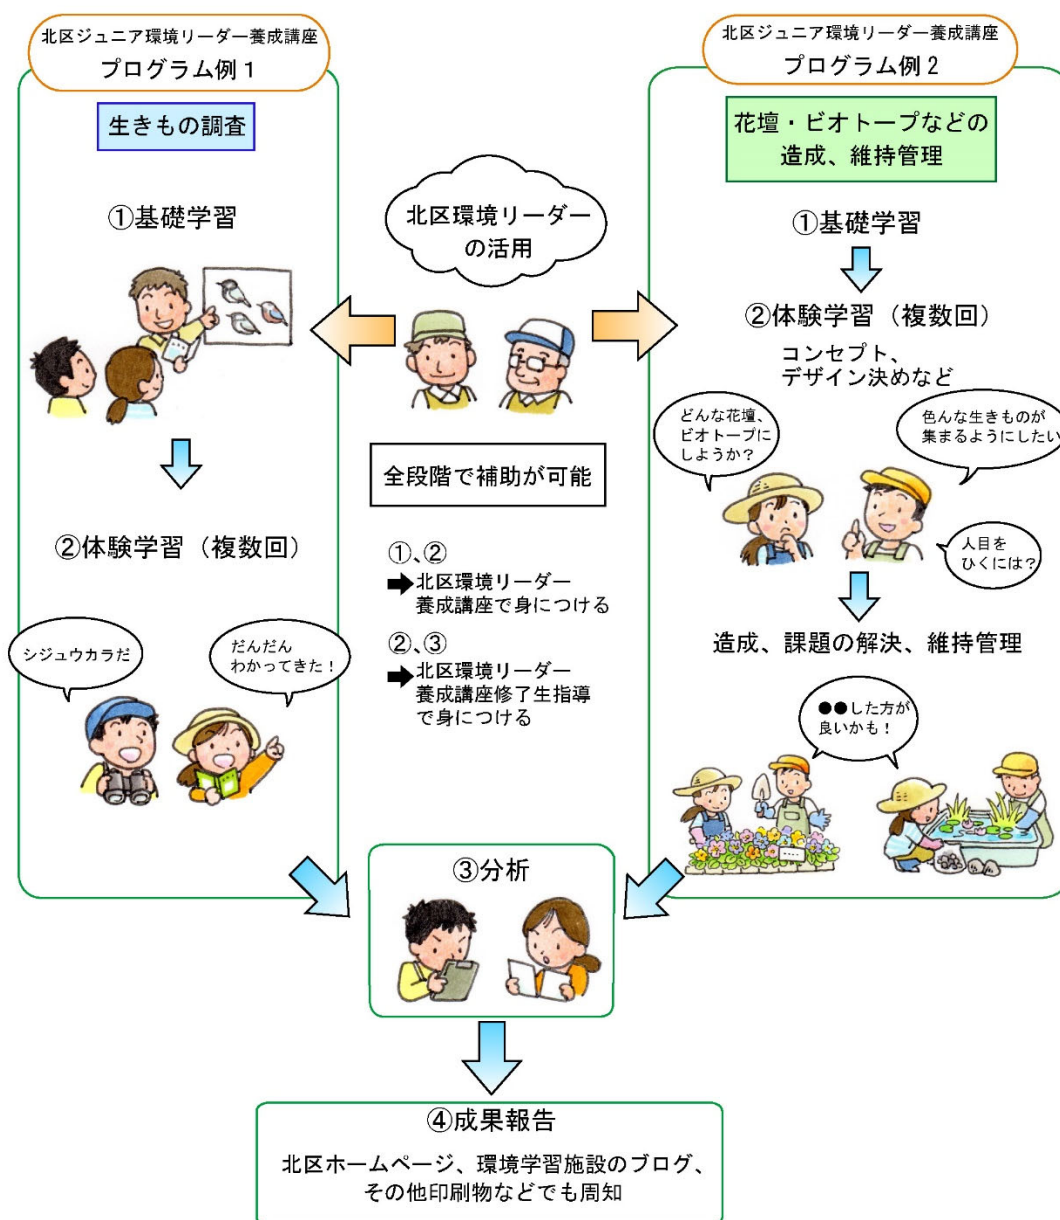 北区ジュニア環境リーダー養成講座
プログラム例1
生きもの調査
①基礎学習
②体験学習（複数回）
シジュウカラだ
だんだん
わかってきた！
北区環境リーダー
の活用
全段階で補助が可能
①、②
➡北区環境リーダー
養成講座で身につける
②、③
➡北区環境リーダー
養成講座修了生指導
で身につける
北区ジュニア環境リーダー養成講座
プログラム例2
花壇・ビオトープなどの
造成、維持管理
①基礎学習
②体験学習（複数回）
コンセプト、
デザイン決めなど
どんな花壇、
ビオトープに
しようか？
色んな生きものが
集まるようにしたい
人目を
ひくには？
造成、課題の解決、維持管理
●●した方が
良いかも！
③分析
④成果報告
北区ホームページ、環境学習施設のブログ、
その他印刷物などでも周知